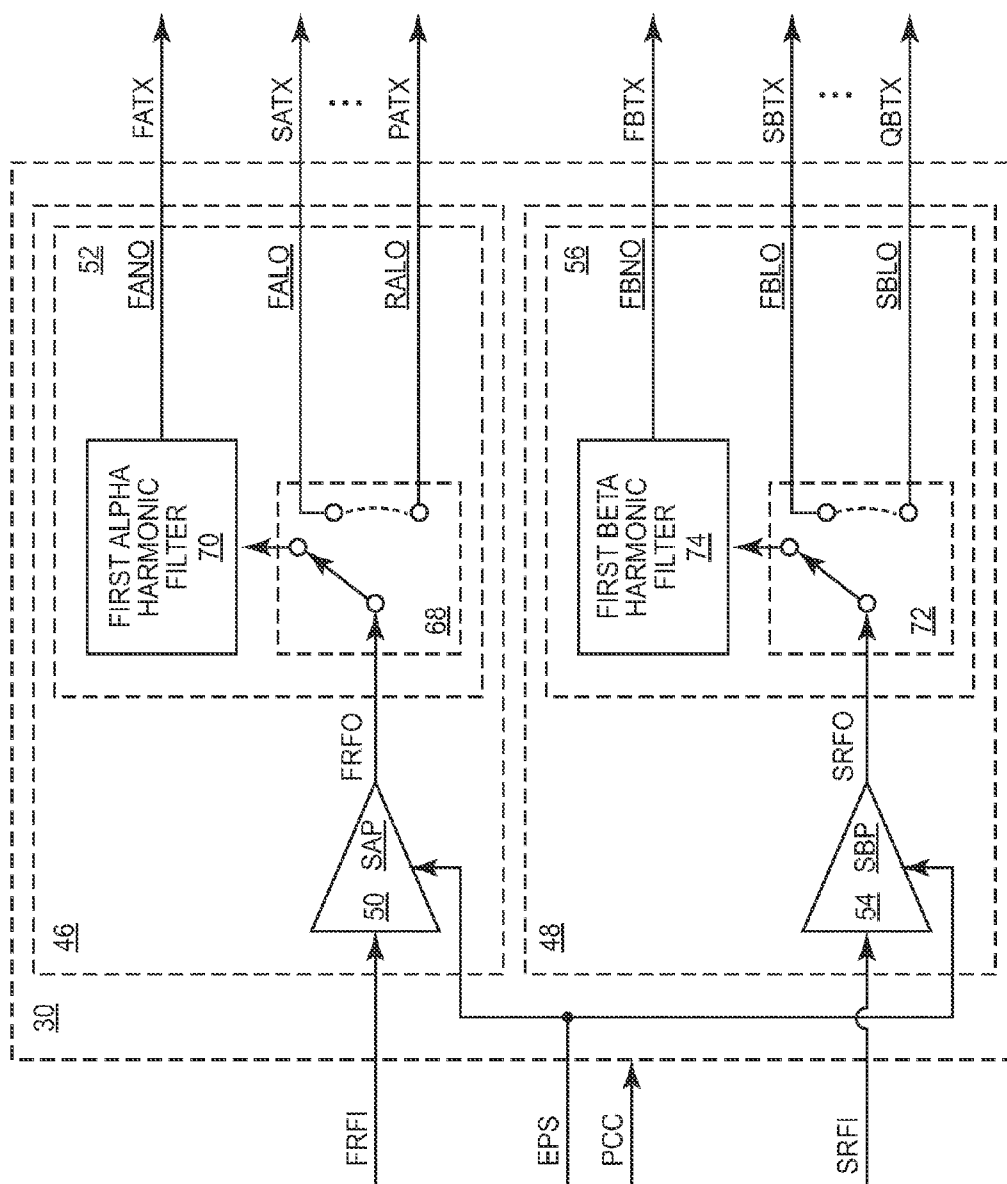 30
46
52
FIRST ALPHA
HARMONIC
FILTER
70
FANO
FATX
FALO
SATX
...
RALO
PATX
68
FRFI
50
SAP
FRFO
EPS
PCC
48
56
FIRST BETA
HARMONIC
FILTER
74
FBNO
FBTX
FBLO
SBTX
...
SBLO
QBTX
72
SRFI
54
SBP
SRFO